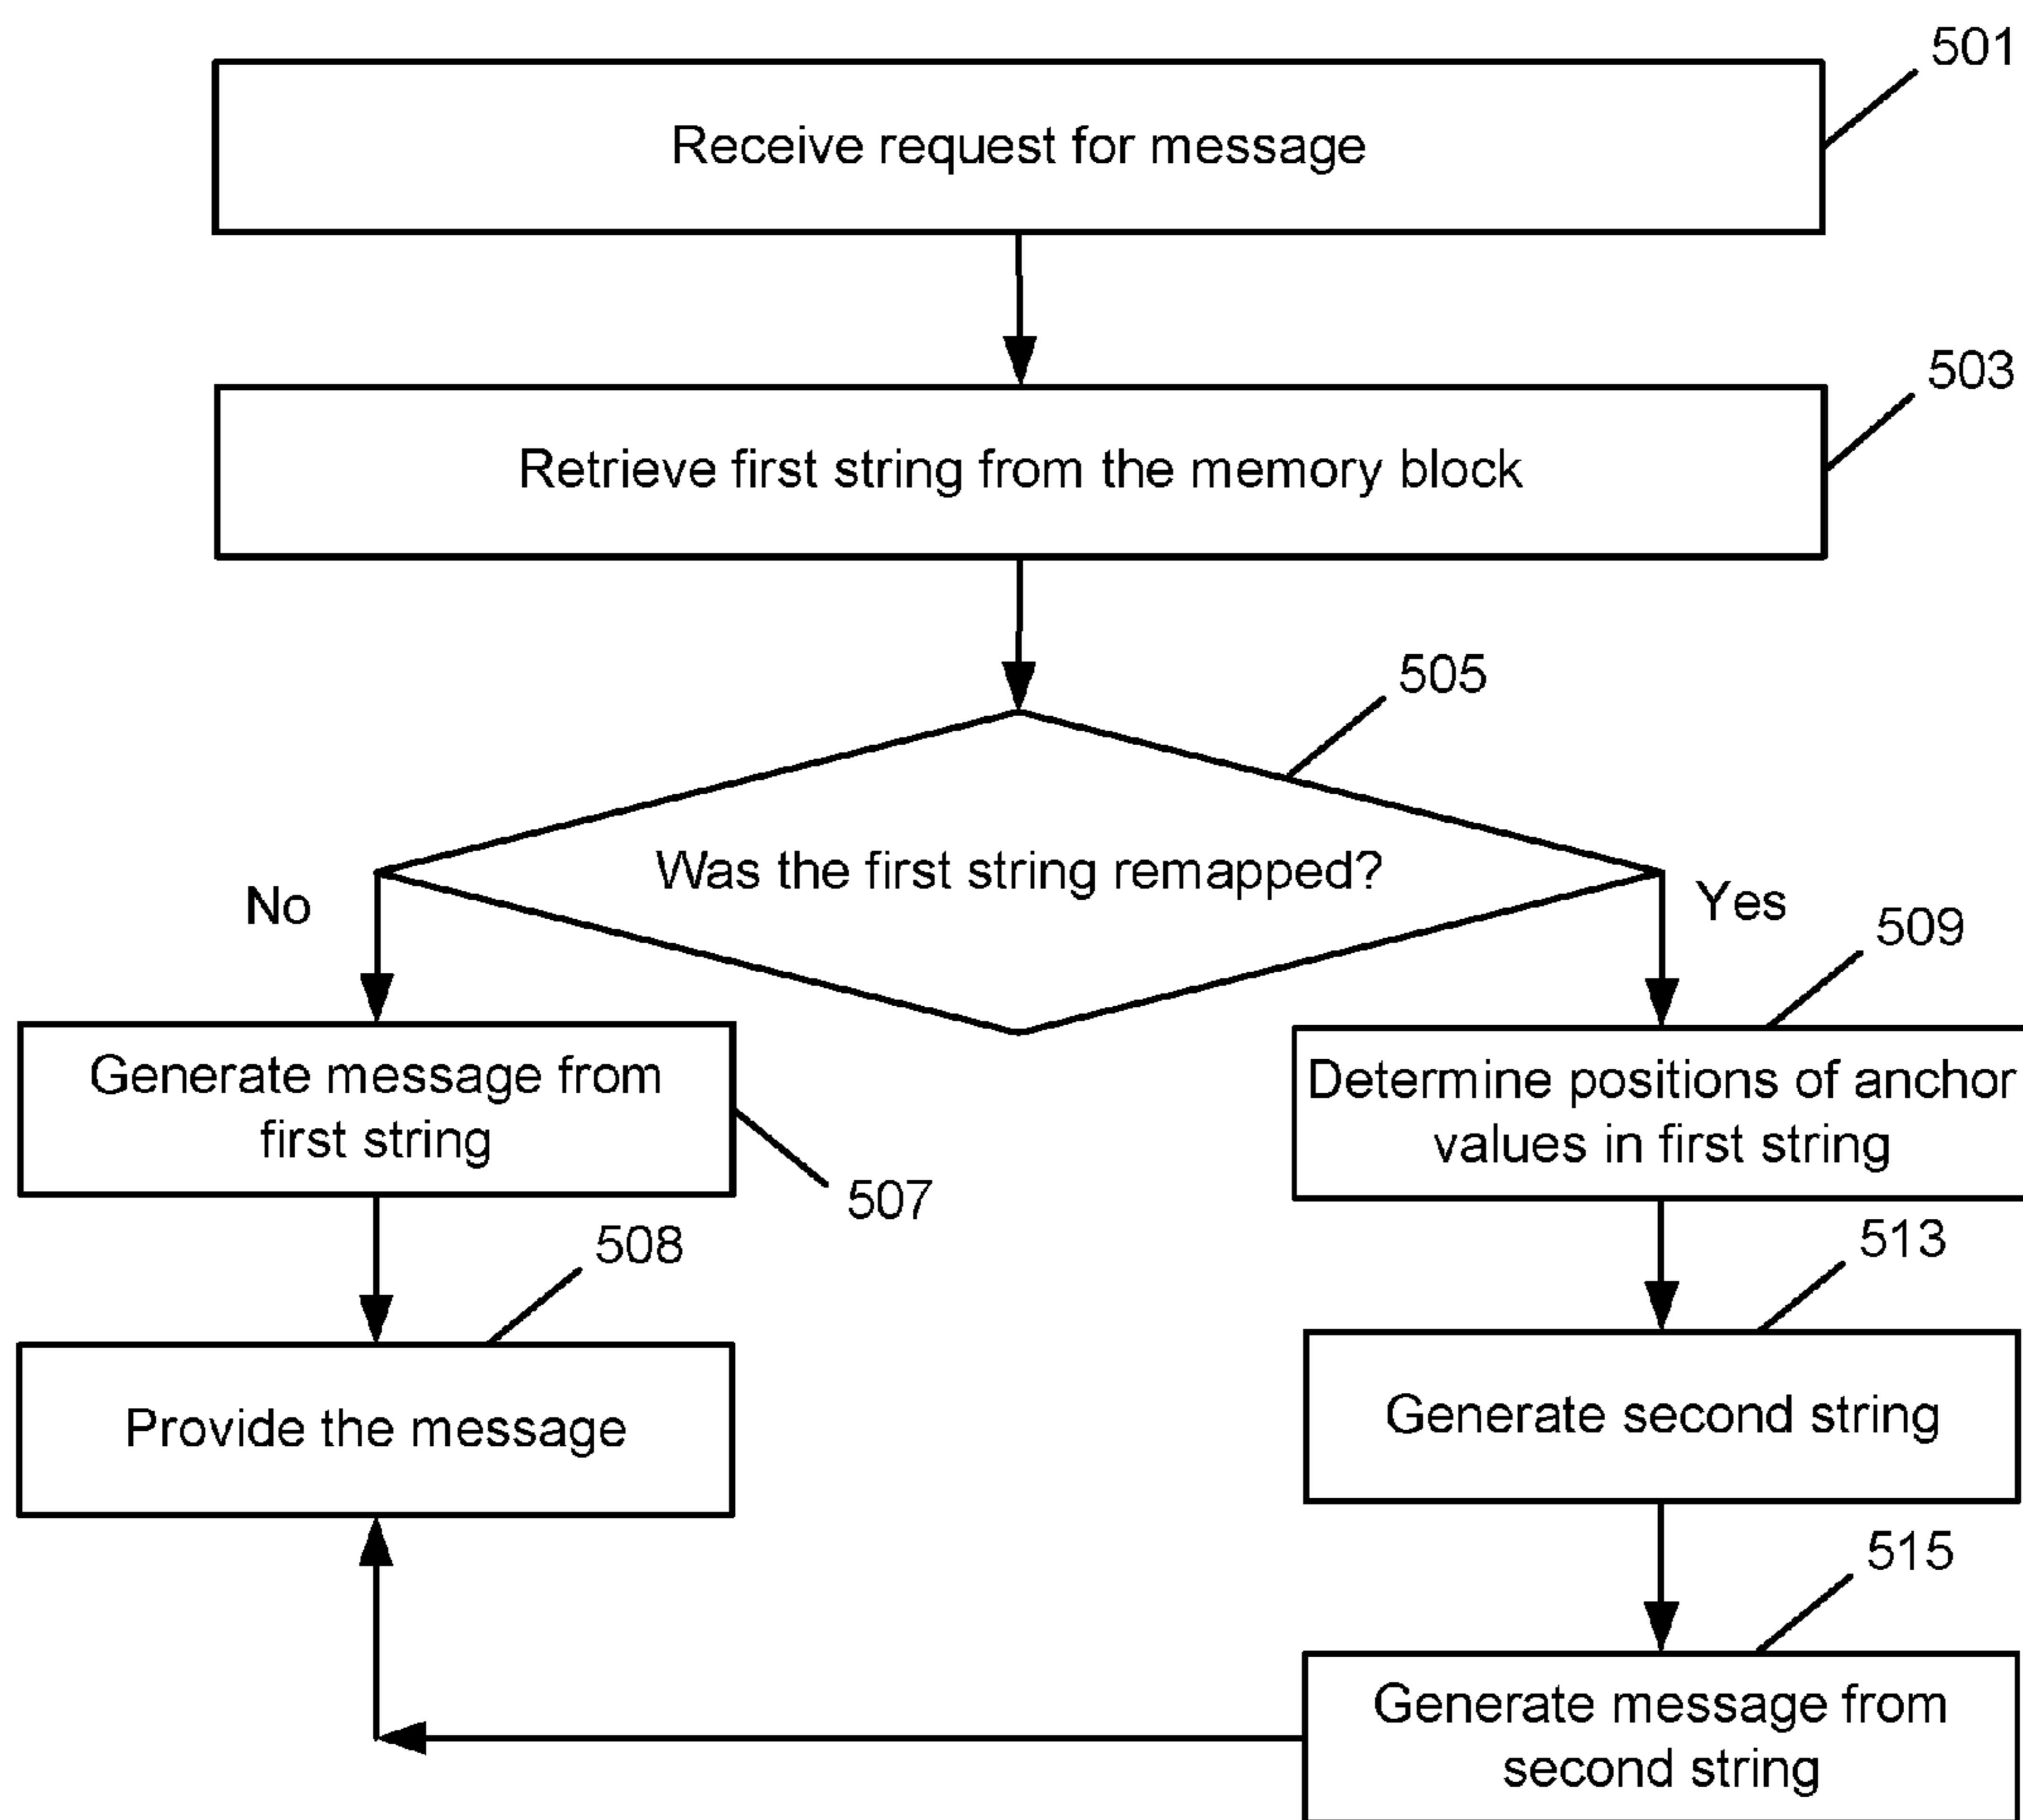 501
Receive request for message
503
Retrieve first string from the memory block
505
Was the first string remapped?
No
Yes
509
Generate message from
first string
507
Determine positions of anchor
values in first string
508
Provide the message
513
Generate second string
515
Generate message from
second string